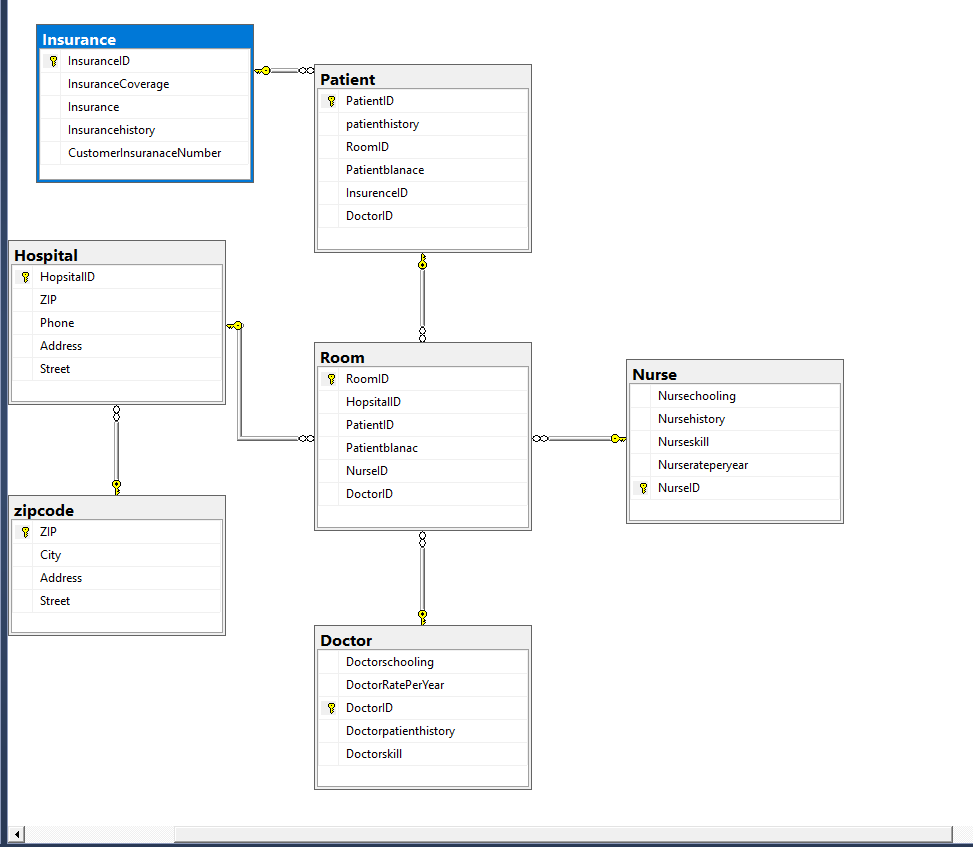 Insurance
InsuranceID
InsuranceCoverage
Insurance
Insurancehistory
CustomerInsuranaceNumber
Patient
PatientID
patienthistory
RoomID
Patientblanace
InsurenceID
DoctorID
Hospital
HopsitalID
ZIP
Phone
Address
Street
Room
RoomID
HopsitalID
PatientID
Patientblanac
NurseID
DoctorID
Nurse
Nursechooling
Nursehistory
Nurseskill
Nurserateperyear
NurseID
zipcode
ZIP
City
Address
Street
Doctor
Doctorschooling
DoctorRatePerYear
DoctorID
Doctorpatienthistory
Doctorskill